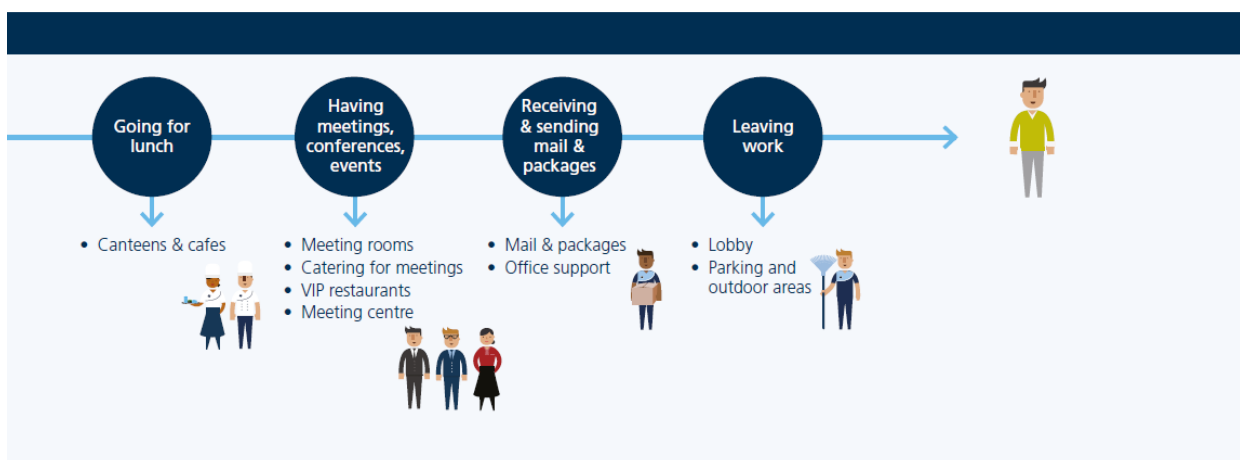 Going for
lunch
Having
meetings,
conferences,
events
Receiving
& sending
mail &
packages
Leaving
work
• Canteens & cafes
• Meeting rooms
• Catering for meetings
• VIP restaurants
• Meeting centre
• Mail & packages
• Office support
• Lobby
• Parking and
outdoor areas